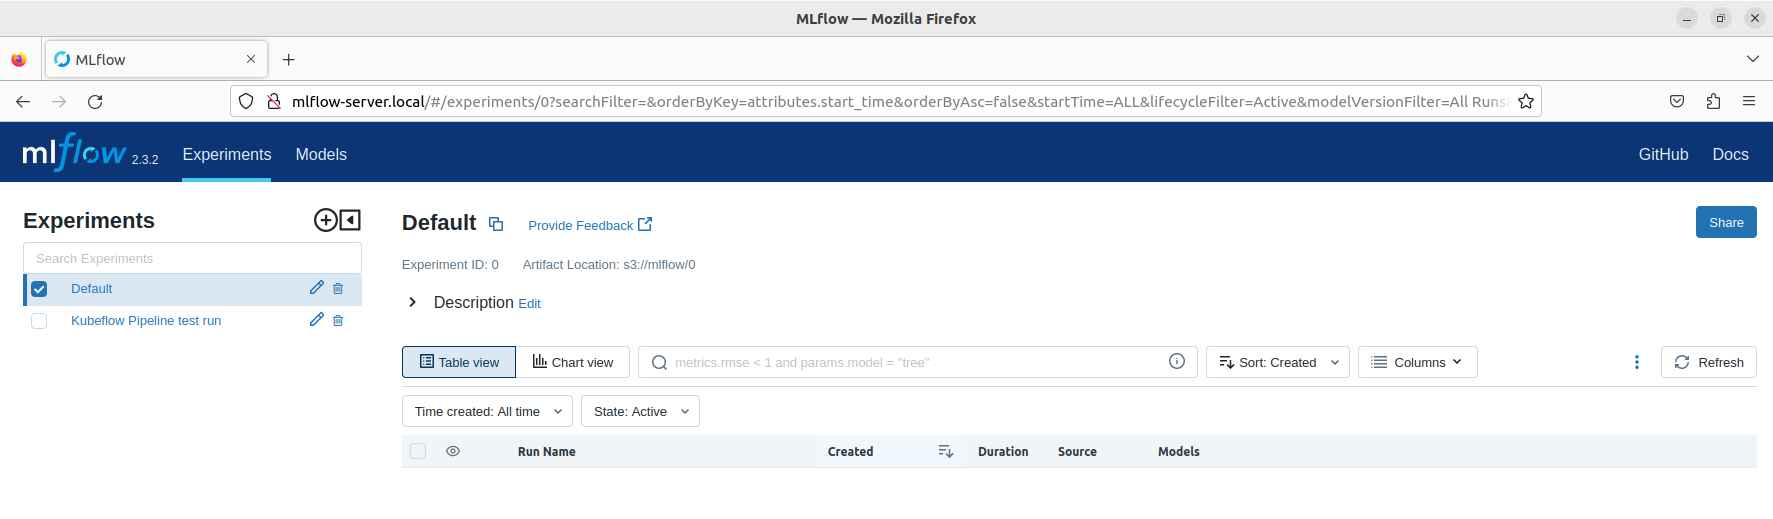 MLflow — Mozilla Firefox
MLflow
mlflow-server.local/#/experiments/0?searchFilter=&orderByKey=attributes.start_time&orderByAsc=false&startTime=ALL&lifecycleFilter=Active&modelVersionFilter=All Runs
mlflow 2.3.2 Experiments Models GitHub Docs
Experiments
Search Experiments
Default
Kubeflow Pipeline test run
Default Provide Feedback Share
Experiment ID: 0 Artifact Location: s3://mlflow/0
Description Edit
Table view Chart view metrics.rmse < 1 and params.model = "tree" Sort: Created Columns Refresh
Time created: All time State: Active
Run Name Created Duration Source Models